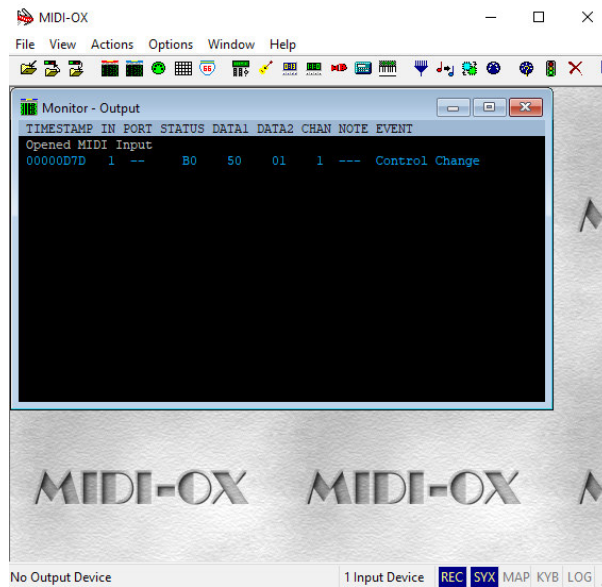 MIDI-OX
File View Actions Options Window Help
Monitor - Output
TIMESTAMP IN PORT STATUS DATA1 DATA2 CHAN NOTE EVENT
Opened MIDI Input
00000D7D 1 -- B0 50 01 1 --- Control Change
MIDI-OX MIDI-OX
No Output Device 1 Input Device REC SYX MAP KYB LOG